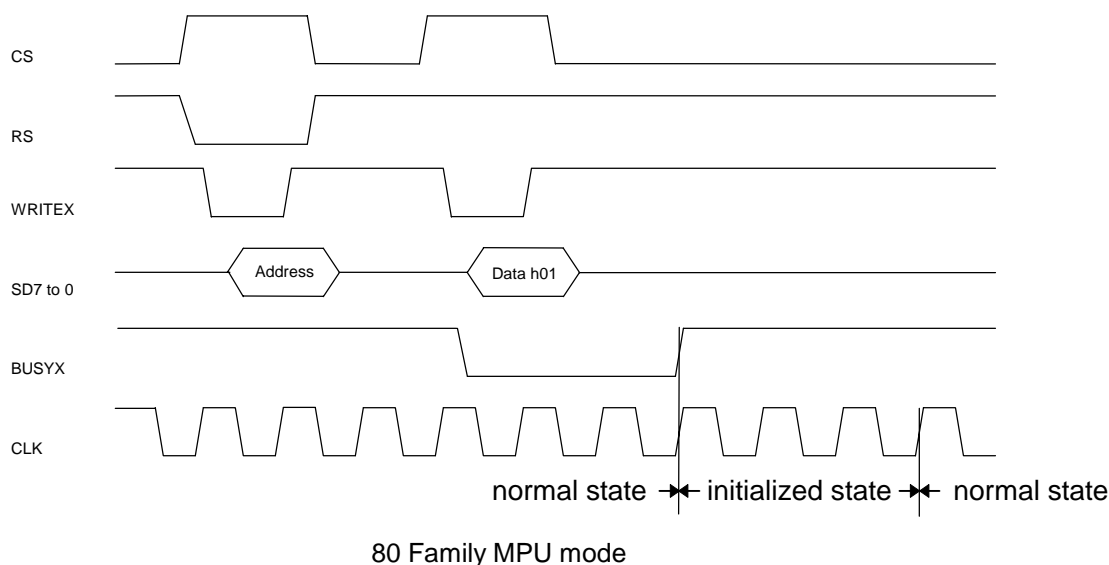 CS
RS
WRITEX
Address
Data h01
SD7 to 0
BUSYX
CLK
normal state
initialized state
normal state
80 Family MPU mode